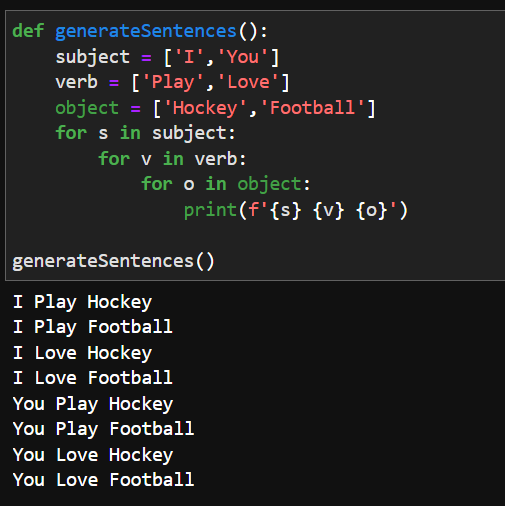 def generateSentences():
    subject = ['I','You']
    verb = ['Play','Love']
    object = ['Hockey','Football']
    for s in subject:
        for v in verb:
            for o in object:
                print(f'{s} {v} {o}')

generateSentences()
I Play Hockey
I Play Football
I Love Hockey
I Love Football
You Play Hockey
You Play Football
You Love Hockey
You Love Football